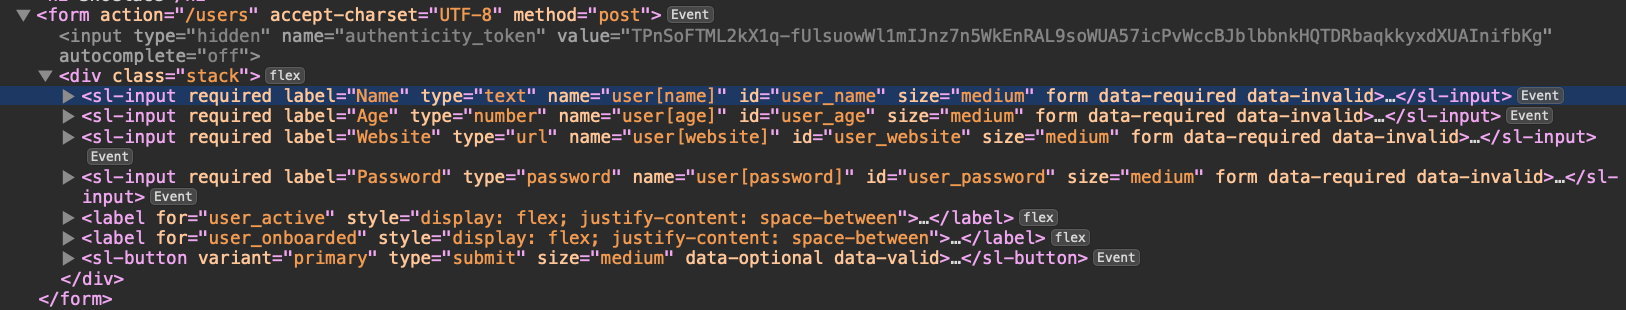 <form action="/users" accept-charset="UTF-8" method="post"> Event
<input type="hidden" name="authenticity_token" value="TPnSoFTML2kX1q-fUlsuowWl1mIJnz7n5WkEnRAL9soWUA57icPvWccBJblbbnkHQTDRbaqkkyxdXUAInifbKg"
autocomplete="off">
<div class="stack"> flex
<sl-input required label="Name" type="text" name="user[name]" id="user_name" size="medium" form data-required data-invalid>…</sl-input> Event
<sl-input required label="Age" type="number" name="user[age]" id="user_age" size="medium" form data-required data-invalid>…</sl-input> Event
<sl-input required label="Website" type="url" name="user[website]" id="user_website" size="medium" form data-required data-invalid>…</sl-input>
Event
<sl-input required label="Password" type="password" name="user[password]" id="user_password" size="medium" form data-required data-invalid>…</sl-
input> Event
<label for="user_active" style="display: flex; justify-content: space-between">…</label> flex
<label for="user_onboarded" style="display: flex; justify-content: space-between">…</label> flex
<sl-button variant="primary" type="submit" size="medium" data-optional data-valid>…</sl-button> Event
</div>
</form>